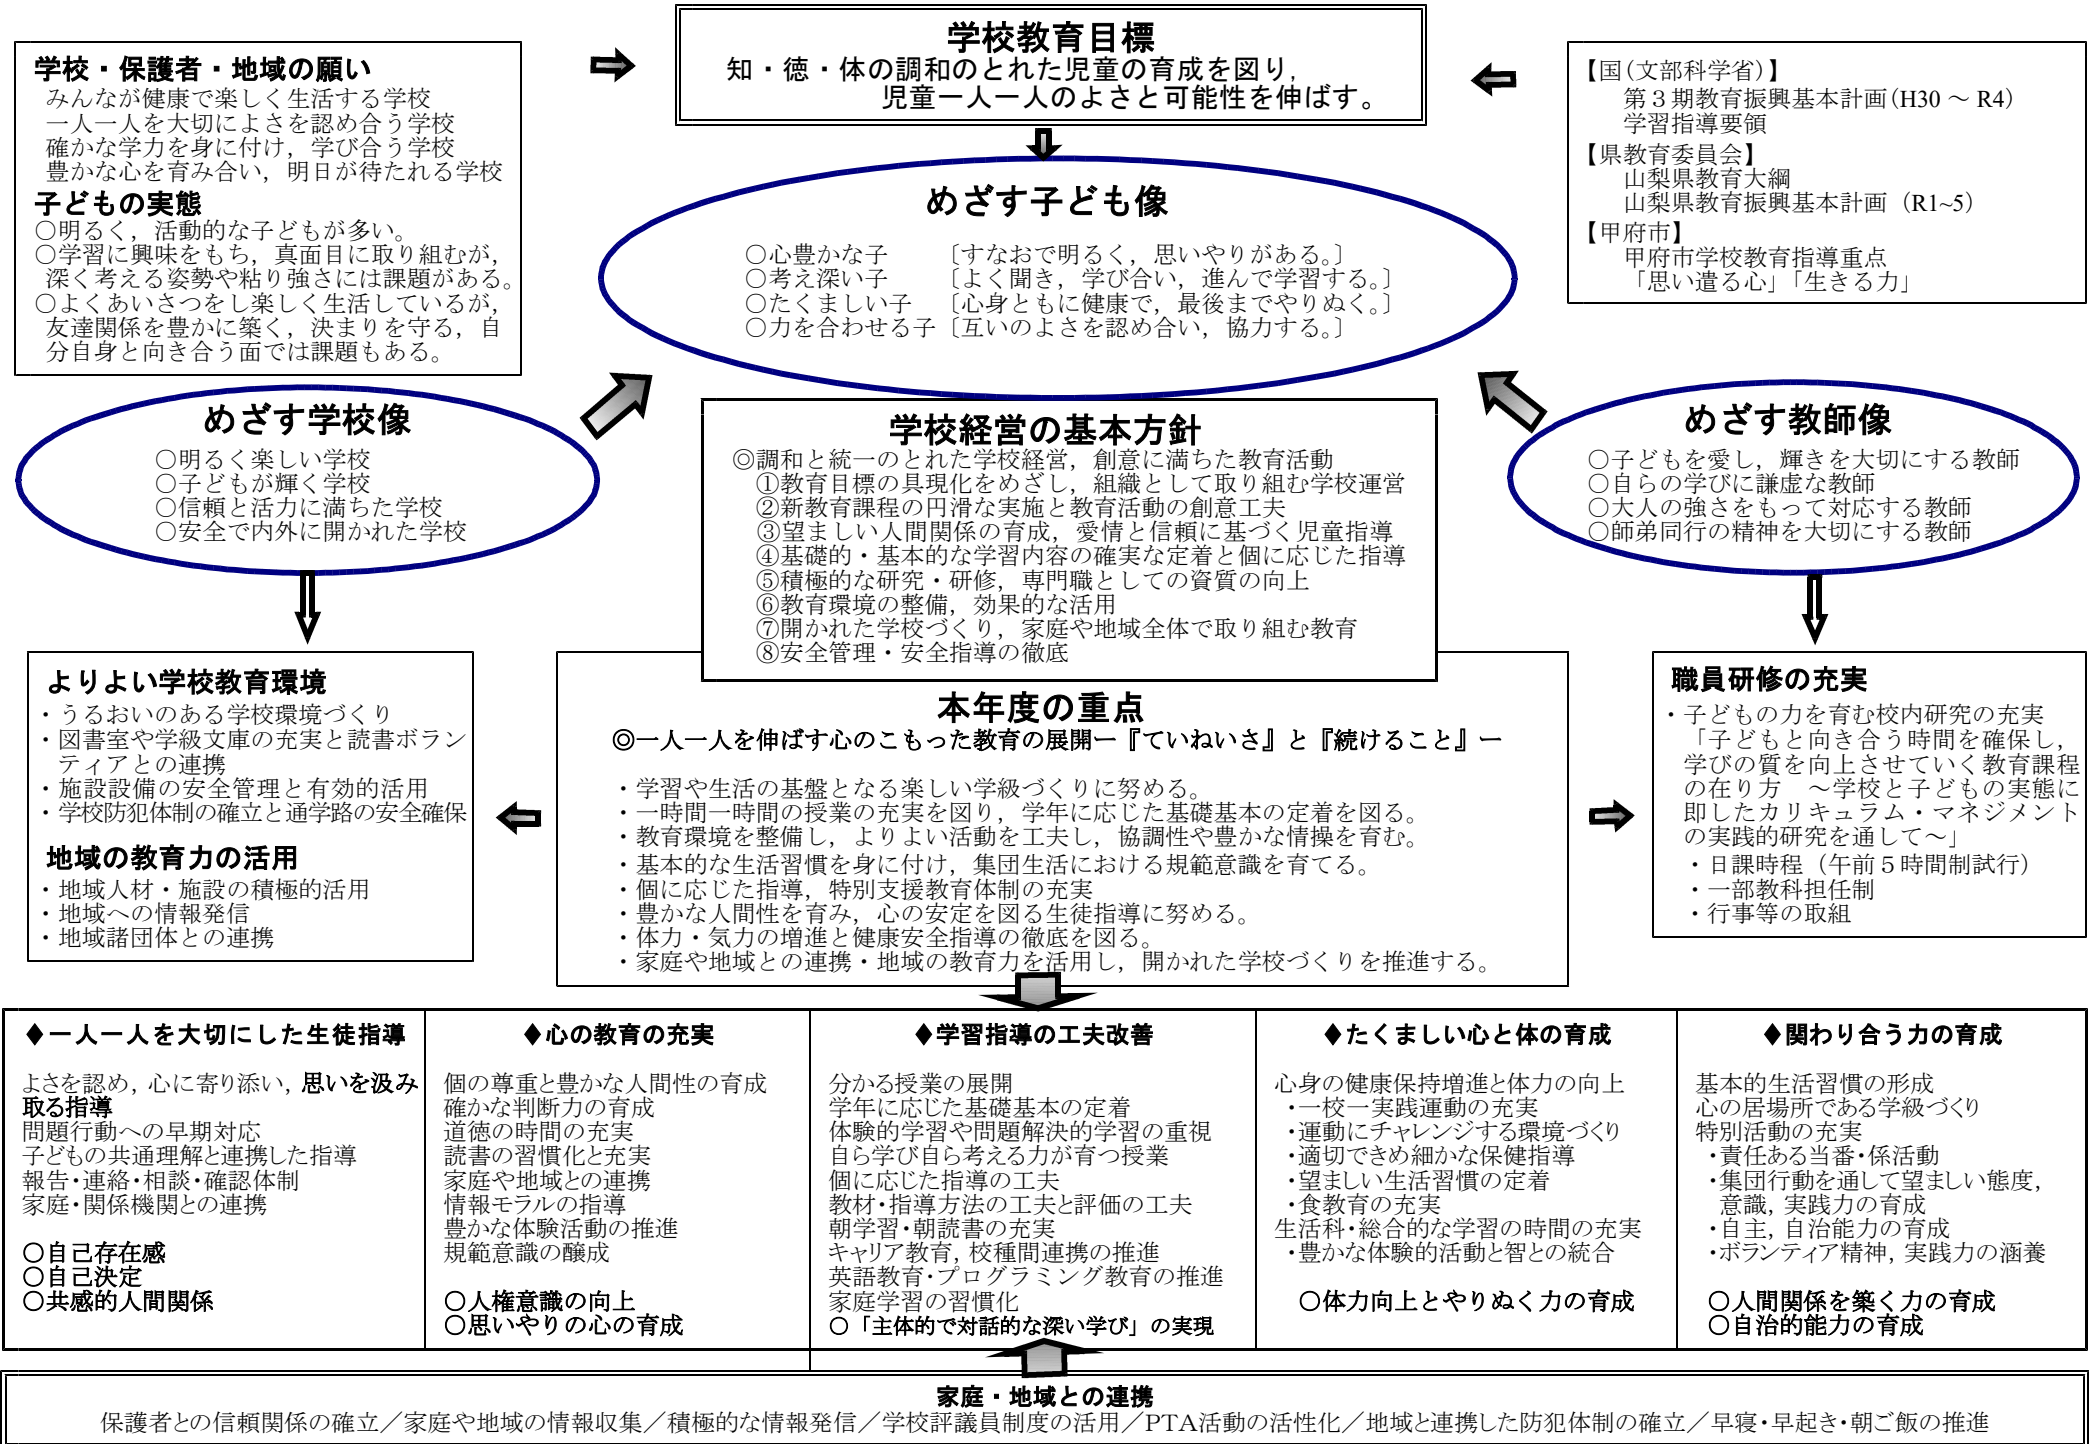 学校教育目標
知・徳・体の調和のとれた児童の育成を図り，
児童一人一人のよさと可能性を伸ばす。
学校・保護者・地域の願い
みんなが健康で楽しく生活する学校
一人一人を大切によさを認め合う学校
確かな学力を身に付け，学び合う学校
豊かな心を育み合い，明日が待たれる学校
子どもの実態
○明るく，活動的な子どもが多い。
○学習に興味をもち，真面目に取り組むが，
深く考える姿勢や粘り強さには課題がある。
○よくあいさつをし楽しく生活しているが，
友達関係を豊かに築く，決まりを守る，自
分自身と向き合う面では課題もある。
【国（文部科学省）】
第３期教育振興基本計画（H30 ～ R4）
学習指導要領
【県教育委員会】
山梨県教育大綱
山梨県教育振興基本計画（R1~5）
【甲府市】
甲府市学校教育指導重点
「思い遣る心」「生きる力」
めざす子ども像
○心豊かな子 〔すなおで明るく，思いやりがある。〕
○考え深い子 〔よく聞き，学び合い，進んで学習する。〕
○たくましい子 〔心身ともに健康で，最後までやりぬく。〕
○力を合わせる子〔互いのよさを認め合い，協力する。〕
めざす学校像
○明るく楽しい学校
○子どもが輝く学校
○信頼と活力に満ちた学校
○安全で内外に開かれた学校
学校経営の基本方針
◎調和と統一のとれた学校経営，創意に満ちた教育活動
①教育目標の具現化をめざし，組織として取り組む学校運営
②新教育課程の円滑な実施と教育活動の創意工夫
③望ましい人間関係の育成，愛情と信頼に基づく児童指導
④基礎的・基本的な学習内容の確実な定着と個に応じた指導
⑤積極的な研究・研修，専門職としての資質の向上
⑥教育環境の整備，効果的な活用
⑦開かれた学校づくり，家庭や地域全体で取り組む教育
⑧安全管理・安全指導の徹底
めざす教師像
○子どもを愛し，輝きを大切にする教師
○自らの学びに謙虚な教師
○大人の強さをもって対応する教師
○師弟同行の精神を大切にする教師
よりよい学校教育環境
・うるおいのある学校環境づくり
・図書室や学級文庫の充実と読書ボラン
ティアとの連携
・施設設備の安全管理と有効的活用
・学校防犯体制の確立と通学路の安全確保
地域の教育力の活用
・地域人材・施設の積極的活用
・地域への情報発信
・地域諸団体との連携
本年度の重点
◎一人一人を伸ばす心のこもった教育の展開ー『ていねいさ』と『続けること』ー
・学習や生活の基盤となる楽しい学級づくりに努める。
・一時間一時間の授業の充実を図り，学年に応じた基礎基本の定着を図る。
・教育環境を整備し，よりよい活動を工夫し，協調性や豊かな情操を育む。
・基本的な生活習慣を身に付け，集団生活における規範意識を育てる。
・個に応じた指導，特別支援教育体制の充実
・豊かな人間性を育み，心の安定を図る生徒指導に努める。
・体力・気力の増進と健康安全指導の徹底を図る。
・家庭や地域との連携・地域の教育力を活用し，開かれた学校づくりを推進する。
職員研修の充実
・子どもの力を育む校内研究の充実
「子どもと向き合う時間を確保し，
学びの質を向上させていく教育課程
の在り方 ～学校と子どもの実態に
即したカリキュラム・マネジメント
の実践的研究を通して～」
・日課時程（午前５時間制試行）
・一部教科担任制
・行事等の取組
♦一人一人を大切にした生徒指導
よさを認め，心に寄り添い，思いを汲み
取る指導
問題行動への早期対応
子どもの共通理解と連携した指導
報告・連絡・相談・確認体制
家庭・関係機関との連携
○自己存在感
○自己決定
○共感的人間関係
♦心の教育の充実
個の尊重と豊かな人間性の育成
確かな判断力の育成
道徳の時間の充実
読書の習慣化と充実
家庭や地域との連携
情報モラルの指導
豊かな体験活動の推進
規範意識の醸成
○人権意識の向上
○思いやりの心の育成
♦学習指導の工夫改善
分かる授業の展開
学年に応じた基礎基本の定着
体験的学習や問題解決的学習の重視
自ら学び自ら考える力が育つ授業
個に応じた指導の工夫
教材・指導方法の工夫と評価の工夫
朝学習・朝読書の充実
キャリア教育，校種間連携の推進
英語教育・プログラミング教育の推進
家庭学習の習慣化
○「主体的で対話的な深い学び」の実現
♦たくましい心と体の育成
心身の健康保持増進と体力の向上
・一校一実践運動の充実
・運動にチャレンジする環境づくり
・適切できめ細かな保健指導
・望ましい生活習慣の定着
・食教育の充実
生活科・総合的な学習の時間の充実
・豊かな体験的活動と智との統合
○体力向上とやりぬく力の育成
♦関わり合う力の育成
基本的生活習慣の形成
心の居場所である学級づくり
特別活動の充実
・責任ある当番・係活動
・集団行動を通して望ましい態度，
意識，実践力の育成
・自主，自治能力の育成
・ボランティア精神，実践力の涵養
○人間関係を築く力の育成
○自治的能力の育成
家庭・地域との連携
保護者との信頼関係の確立／家庭や地域の情報収集／積極的な情報発信／学校評議員制度の活用／PTA活動の活性化／地域と連携した防犯体制の確立／早寝・早起き・朝ご飯の推進